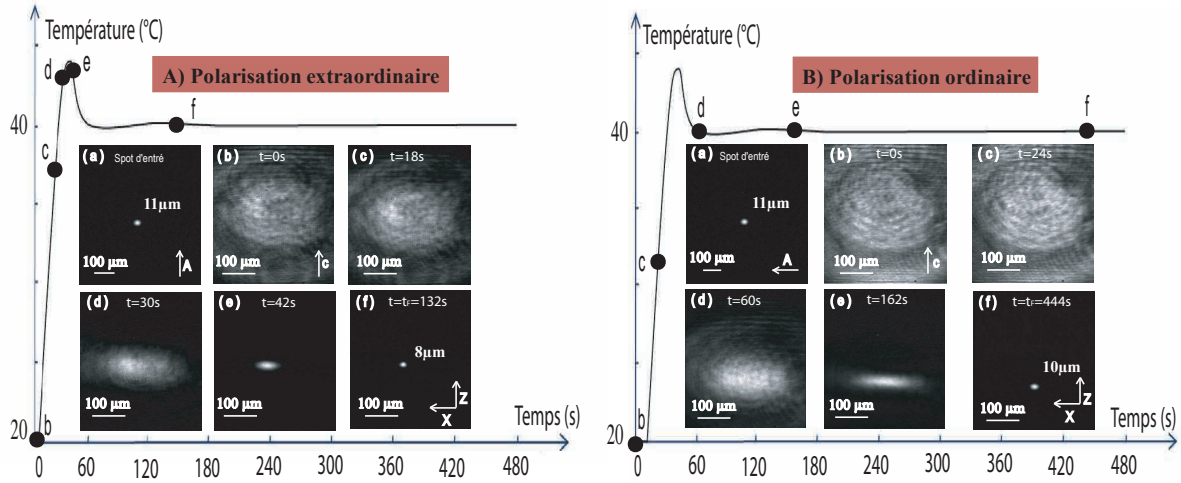 Température (°C)
A) Polarisation extraordinaire
d
e
f
40
c
(a) Spot d'entré
11µm
100 µm
A
(b) t=0s
100 µm
c
(c) t=18s
100 µm
(d) t=30s
100 µm
(e) t=42s
100 µm
(f) t=tF=132s
8µm
100 µm
Z
X
b
20
Temps (s)
0 60 120 180 240 300 360 420 480
Température (°C)
B) Polarisation ordinaire
d
e
f
40
c
(a) Spot d'entré
11µm
100 µm
A
(b) t=0s
100 µm
c
(c) t=24s
100 µm
(d) t=60s
100 µm
(e) t=162s
100 µm
(f) t=tF=444s
10µm
100 µm
Z
X
b
20
Temps (s)
0 60 120 180 240 300 360 420 480